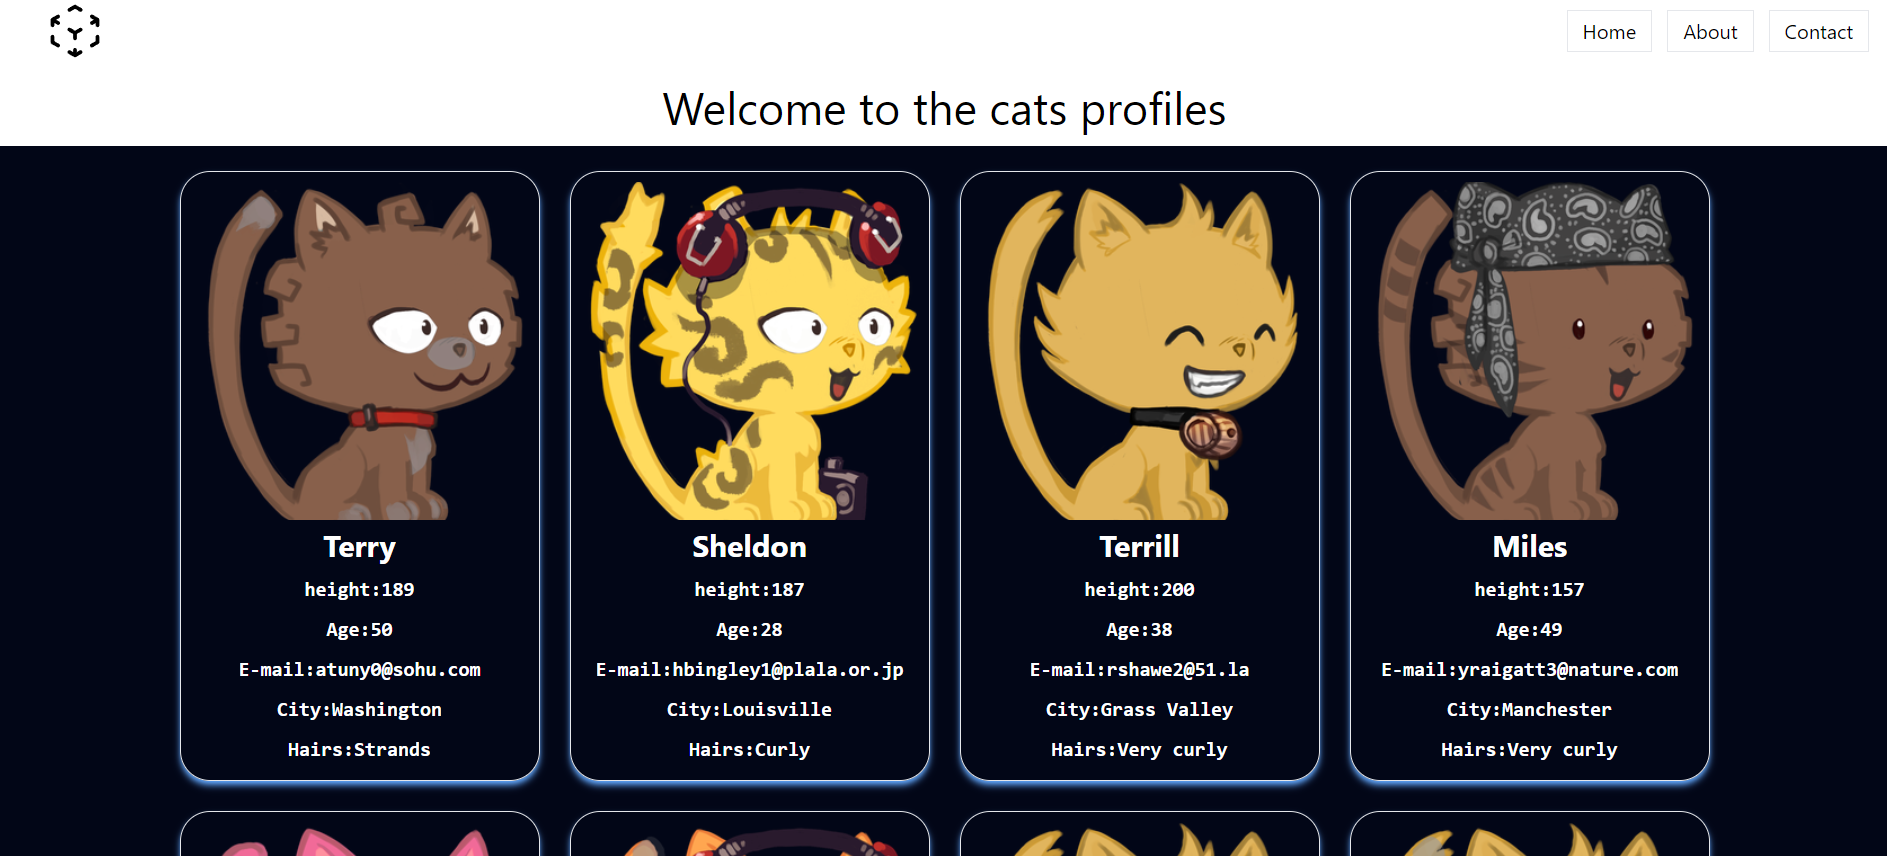 Home About Contact
Welcome to the cats profiles
Terry
height:189
Age:50
E-mail:atuny0@sohu.com
City:Washington
Hairs:Strands
Sheldon
height:187
Age:28
E-mail:hbingley1@plala.or.jp
City:Louisville
Hairs:Curly
Terrill
height:200
Age:38
E-mail:rshawe2@51.la
City:Grass Valley
Hairs:Very curly
Miles
height:157
Age:49
E-mail:yraigatt3@nature.com
City:Manchester
Hairs:Very curly